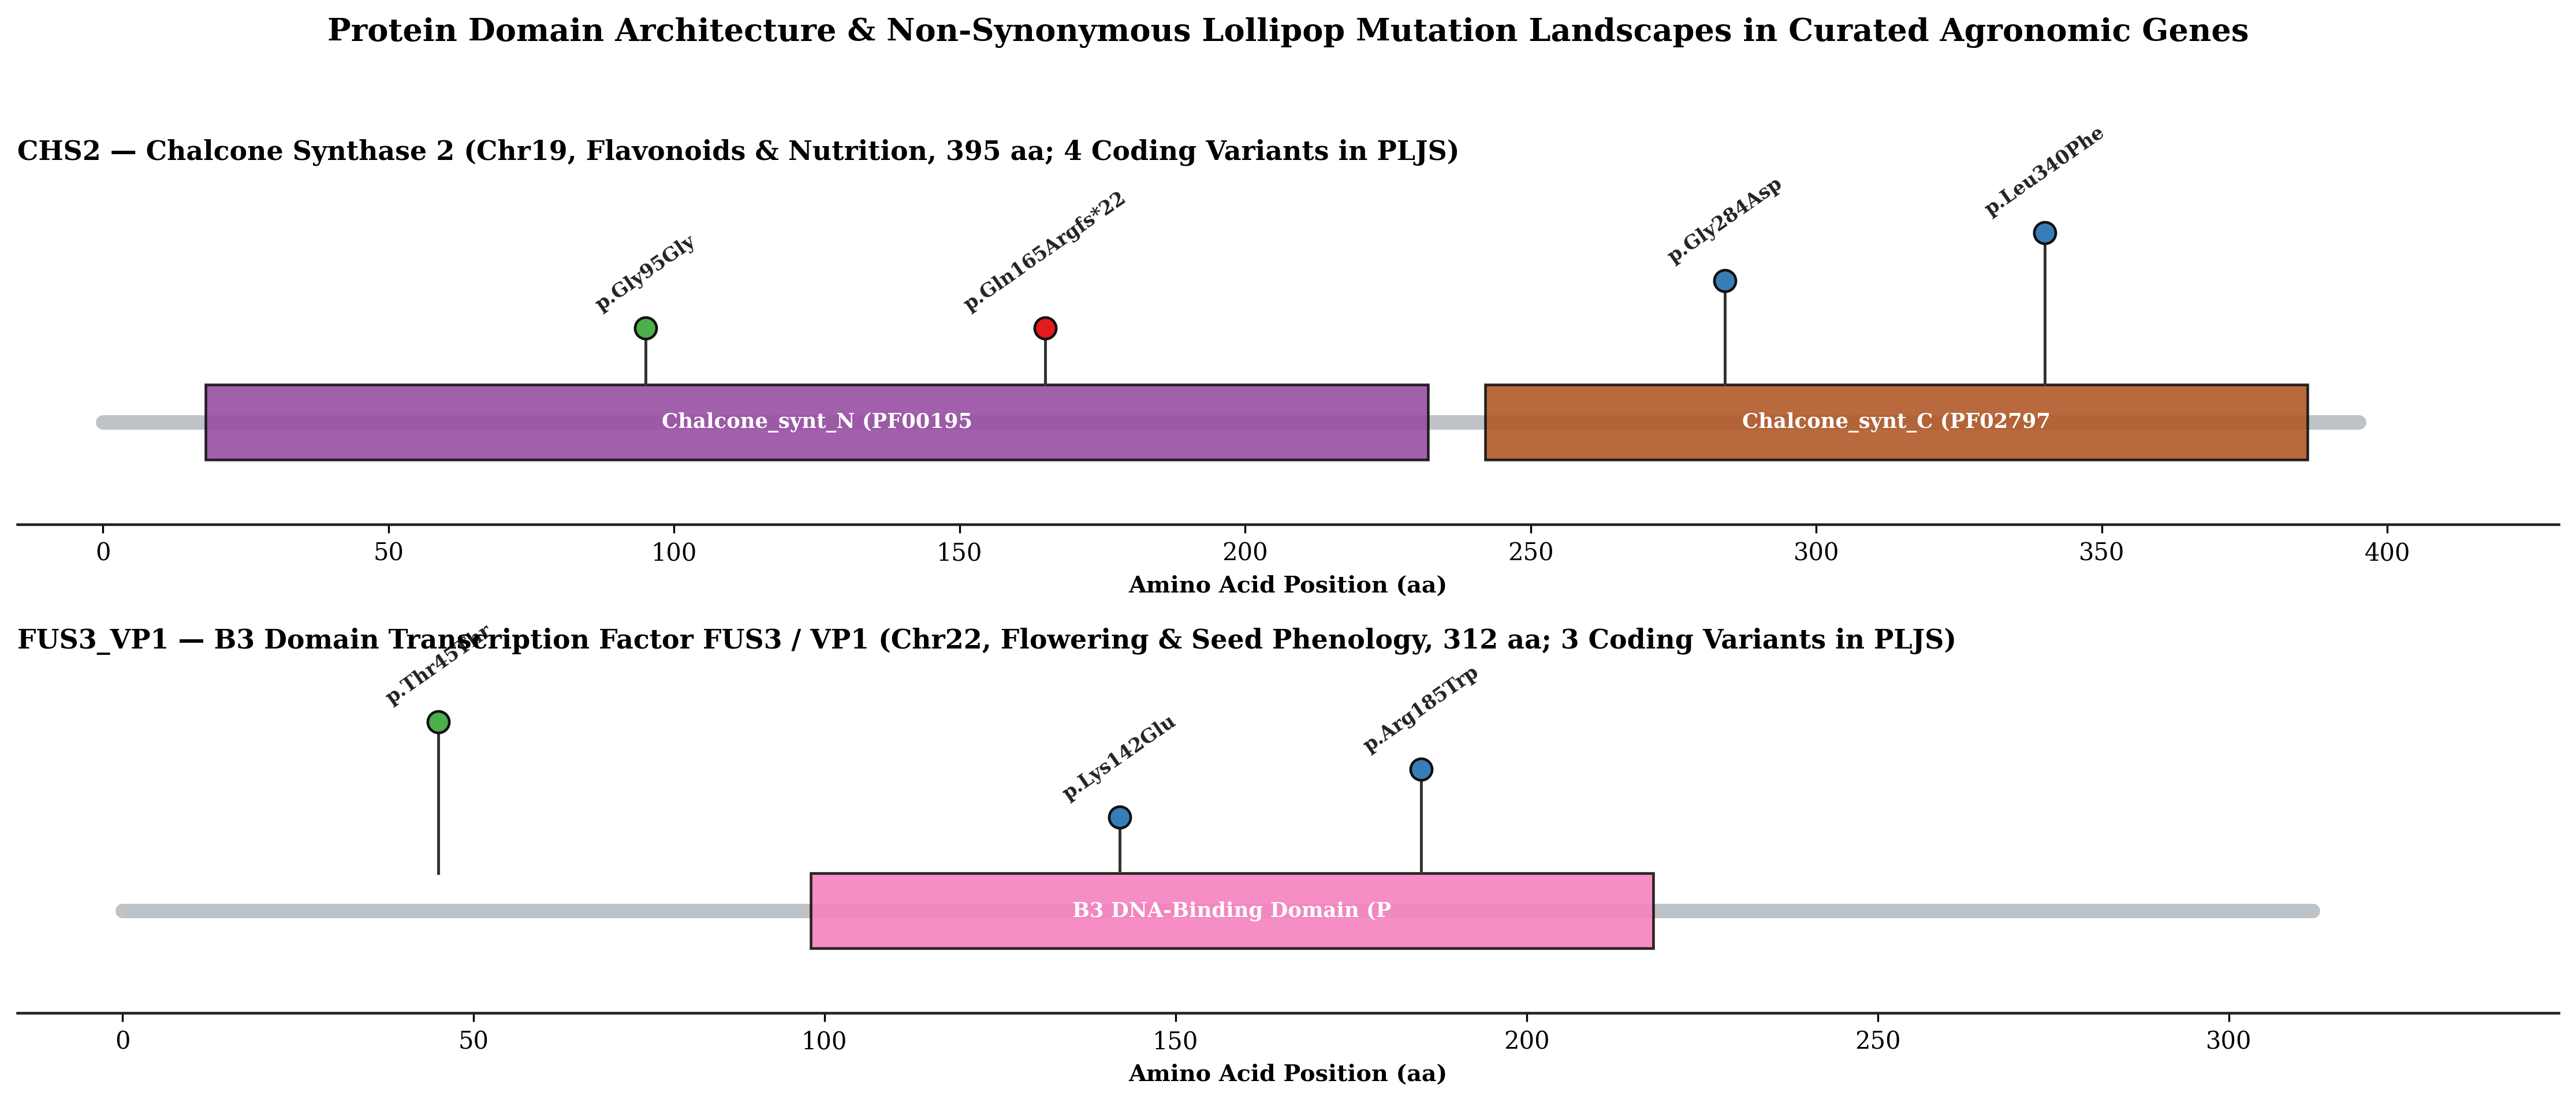 Protein Domain Architecture & Non-Synonymous Lollipop Mutation Landscapes in Curated Agronomic Genes
CHS2 — Chalcone Synthase 2 (Chr19, Flavonoids & Nutrition, 395 aa; 4 Coding Variants in PLJS)
p.Gly95Gly
p.Gln165Argfs*22
p.Gly284Asp
p.Leu340Phe
Chalcone_synt_N (PF00195
Chalcone_synt_C (PF02797
0 50 100 150 200 250 300 350 400
Amino Acid Position (aa)
FUS3_VP1 — B3 Domain Transcription Factor FUS3 / VP1 (Chr22, Flowering & Seed Phenology, 312 aa; 3 Coding Variants in PLJS)
p.Thr45Thr
p.Lys142Glu
p.Arg185Trp
B3 DNA-Binding Domain (P
0 50 100 150 200 250 300
Amino Acid Position (aa)